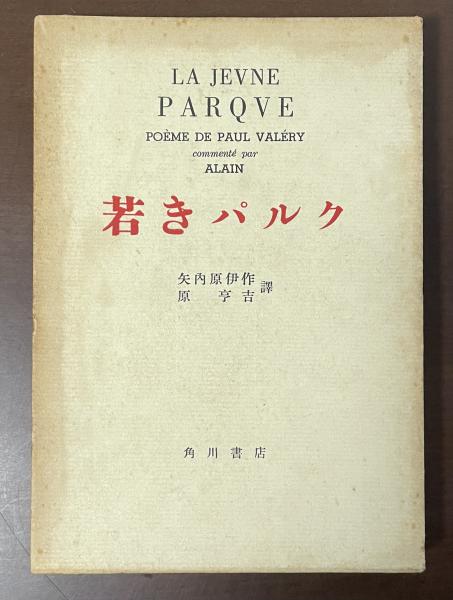 LA JEVNE
PARQVE
POÈME DE PAUL VALÉRY
commenté par
ALAIN
若きパルク
矢內原伊作
原亨吉 譯
角川書店